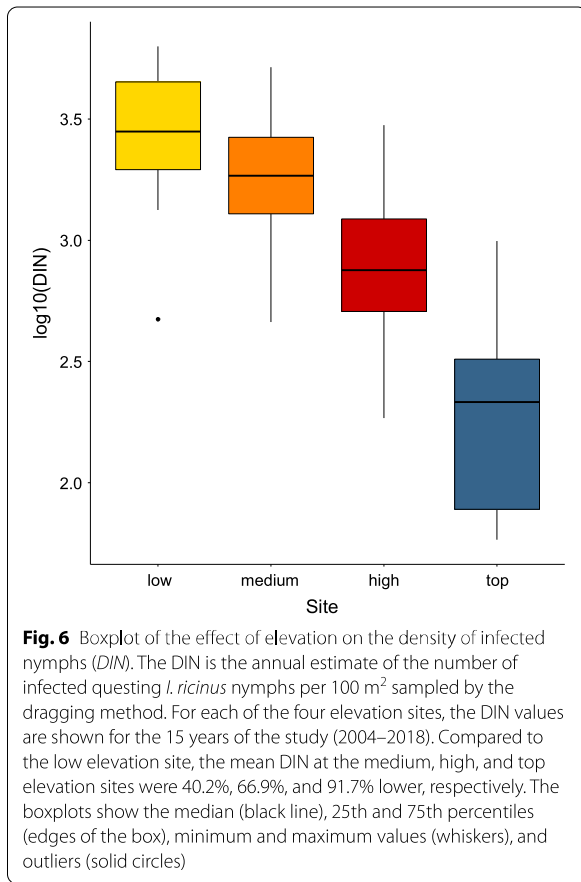 3.5
3.0
2.5
2.0
log10(DIN)
low medium high top
Site
Fig. 6 Boxplot of the effect of elevation on the density of infected
nymphs (DIN). The DIN is the annual estimate of the number of
infected questing I. ricinus nymphs per 100 m² sampled by the
dragging method. For each of the four elevation sites, the DIN values
are shown for the 15 years of the study (2004–2018). Compared to
the low elevation site, the mean DIN at the medium, high, and top
elevation sites were 40.2%, 66.9%, and 91.7% lower, respectively. The
boxplots show the median (black line), 25th and 75th percentiles
(edges of the box), minimum and maximum values (whiskers), and
outliers (solid circles)